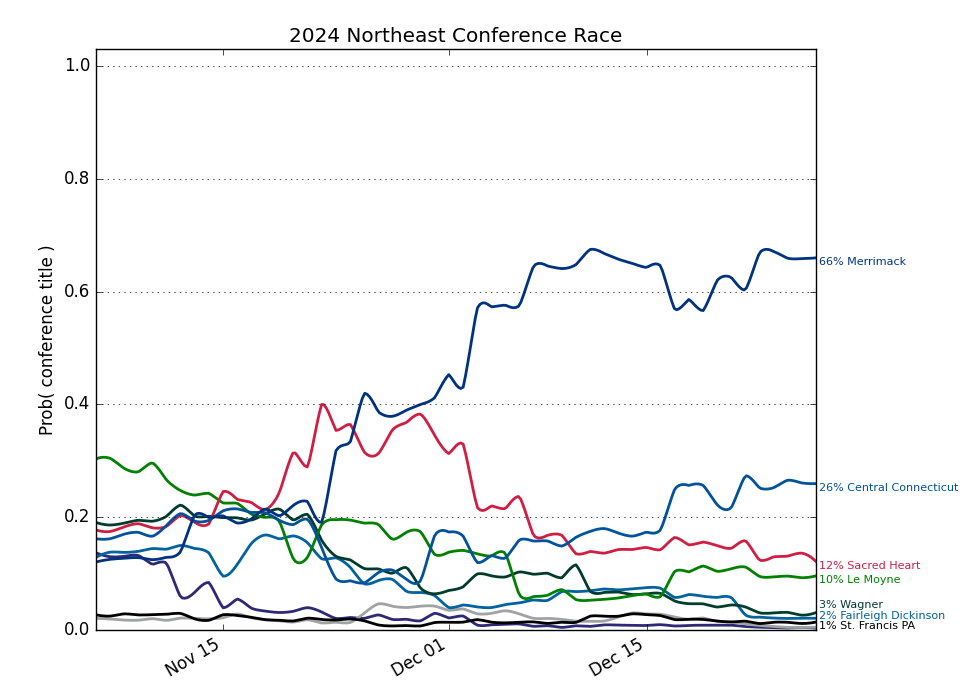 2024 Northeast Conference Race
Prob( conference title )
1.0
0.8
0.6
0.4
0.2
0.0
Nov 15
Dec 01
Dec 15
66% Merrimack
26% Central Connecticut
12% Sacred Heart
10% Le Moyne
3% Wagner
2% Fairleigh Dickinson
1% St. Francis PA